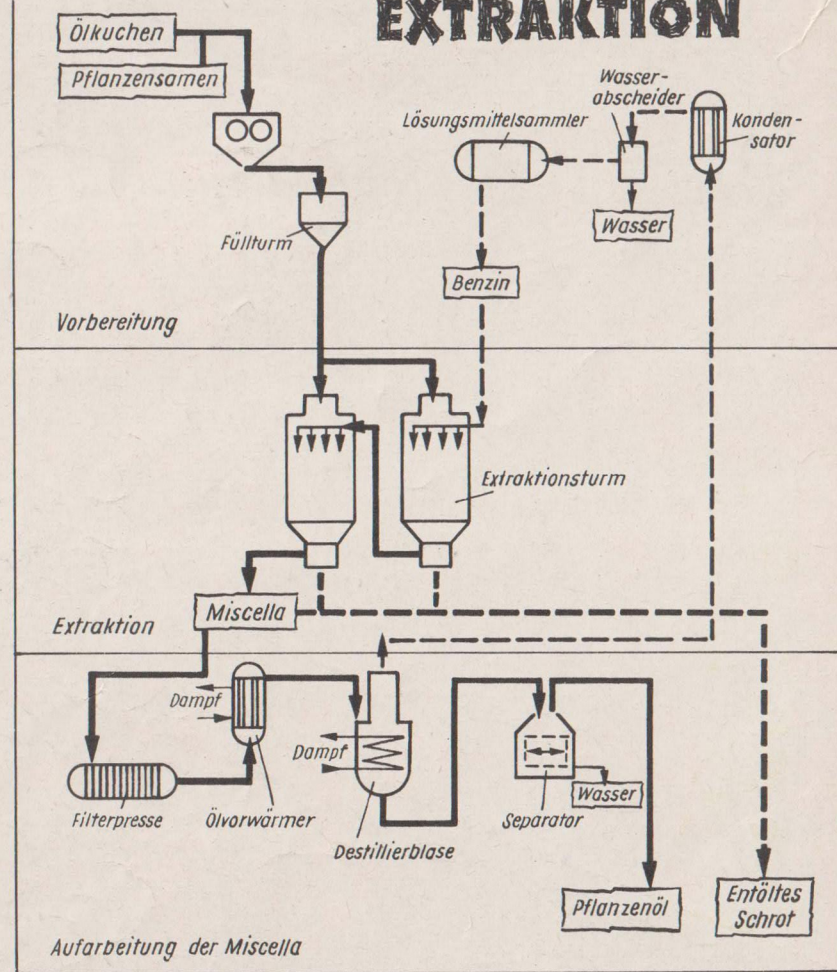 EXTRAKTION
Ölkuchen
Pflanzensamen
Wasser-
abscheider
Lösungsmittelsammler
Konden-
sator
Füllturm
Wasser
Benzin
Vorbereitung
Extraktionsturm
Miscella
Extraktion
Dampf
Dampf
Wasser
Filterpresse
Ölvorwärmer
Separator
Destillierblase
Pflanzenöl
Entöltes
Schrot
Aufarbeitung der Miscella